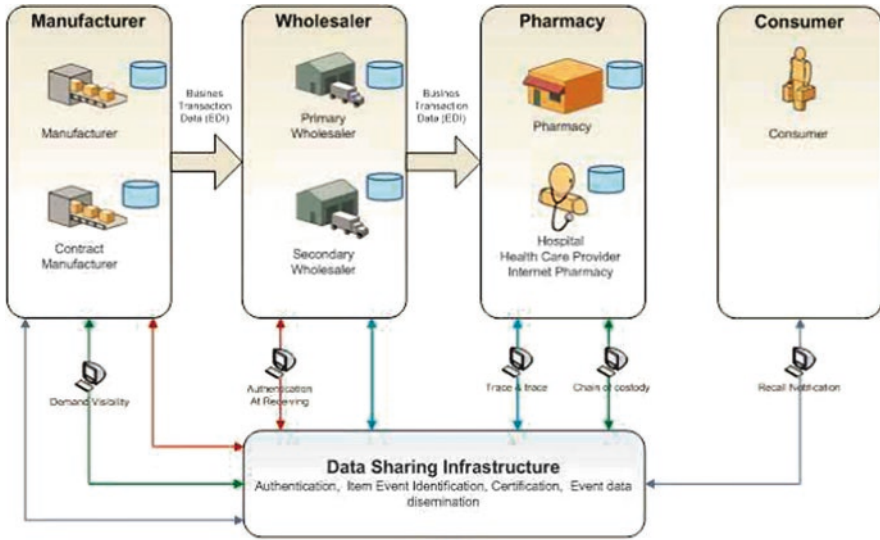 Manufacturer
Wholesaler
Pharmacy
Consumer
Manufacturer
Busines
Transaction
Data (EDI)
Primary
Wholesaler
Busines
Transaction
Data (EDI)
Pharmacy
Consumer
Contract
Manufacturer
Secondary
Wholesaler
Hospital
Health Care Provider
Internet Pharmacy
Demand Visibility
Authentication
At Receiving
Trace & trace
Chain of custody
Recall Notification
Data Sharing Infrastructure
Authentication, Item Event Identification, Certification, Event data
disemination